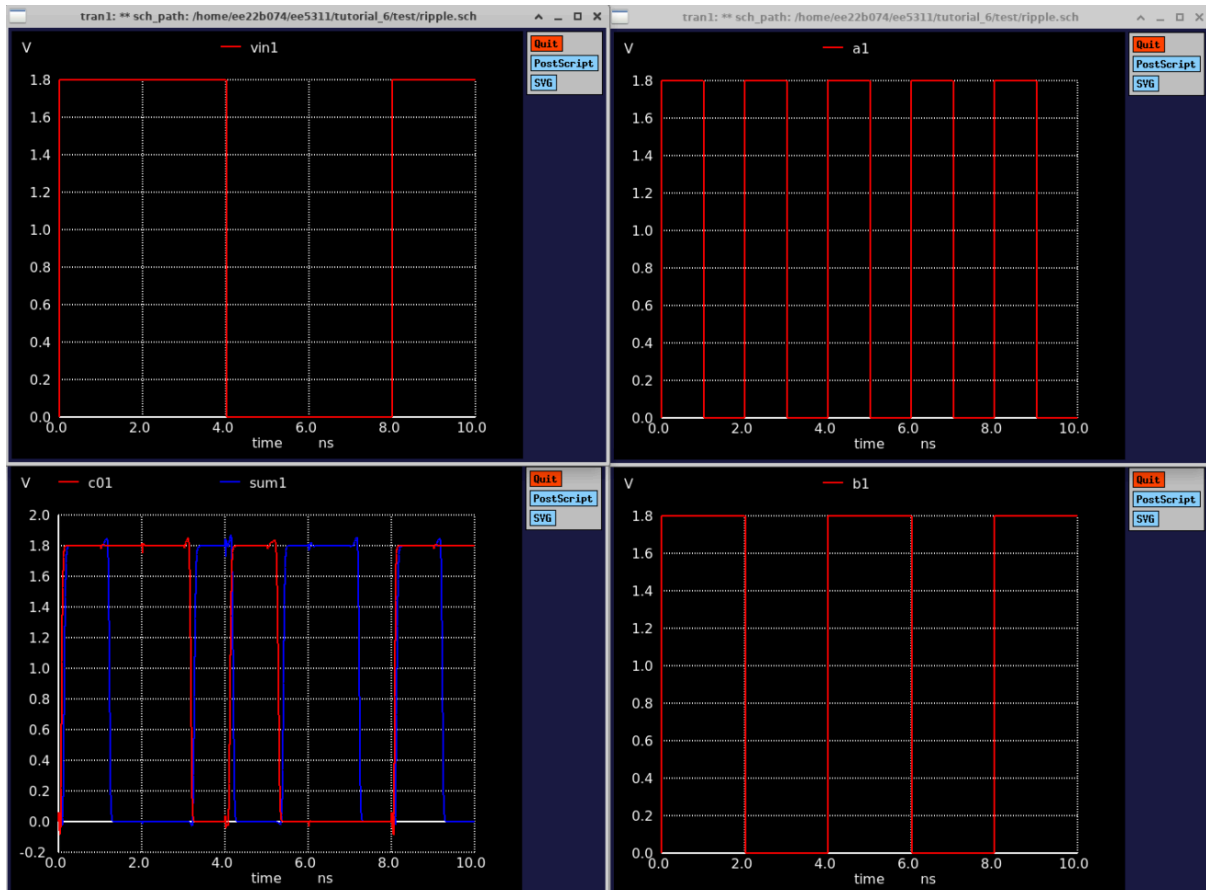 tran1: ** sch_path: /home/ee22b074/ee5311/tutorial_6/test/ripple.sch
V vin1
Quit
PostScript
SVG
1.8
1.6
1.4
1.2
1.0
0.8
0.6
0.4
0.2
0.0
0.0 2.0 4.0 6.0 8.0 10.0
time ns
tran1: ** sch_path: /home/ee22b074/ee5311/tutorial_6/test/ripple.sch
V a1
Quit
PostScript
SVG
1.8
1.6
1.4
1.2
1.0
0.8
0.6
0.4
0.2
0.0
0.0 2.0 4.0 6.0 8.0 10.0
time ns
V c01 sum1
Quit
PostScript
SVG
2.0
1.8
1.6
1.4
1.2
1.0
0.8
0.6
0.4
0.2
0.0
-0.2
0.0 2.0 4.0 6.0 8.0 10.0
time ns
V b1
Quit
PostScript
SVG
1.8
1.6
1.4
1.2
1.0
0.8
0.6
0.4
0.2
0.0
0.0 2.0 4.0 6.0 8.0 10.0
time ns